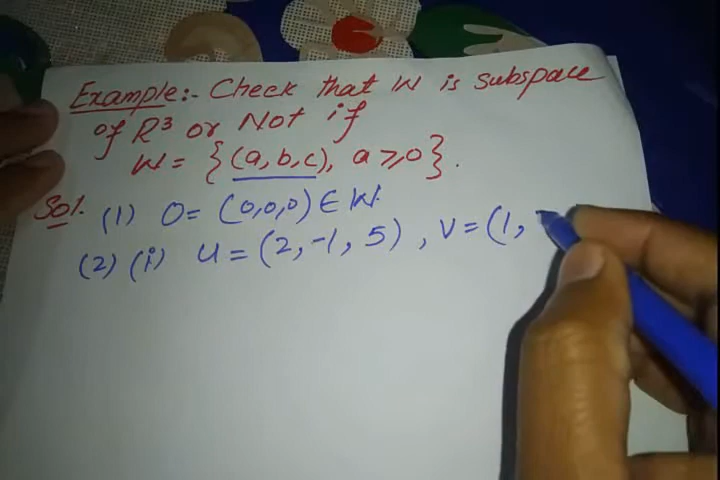 Example:- Check that W is subspace
of R³ or Not if
W = {(a,b,c), a ≥ 0}.
Sol. (1) O = (0,0,0) ∈ W.
(2) (i) U = (2, -1, 5), V = (1,